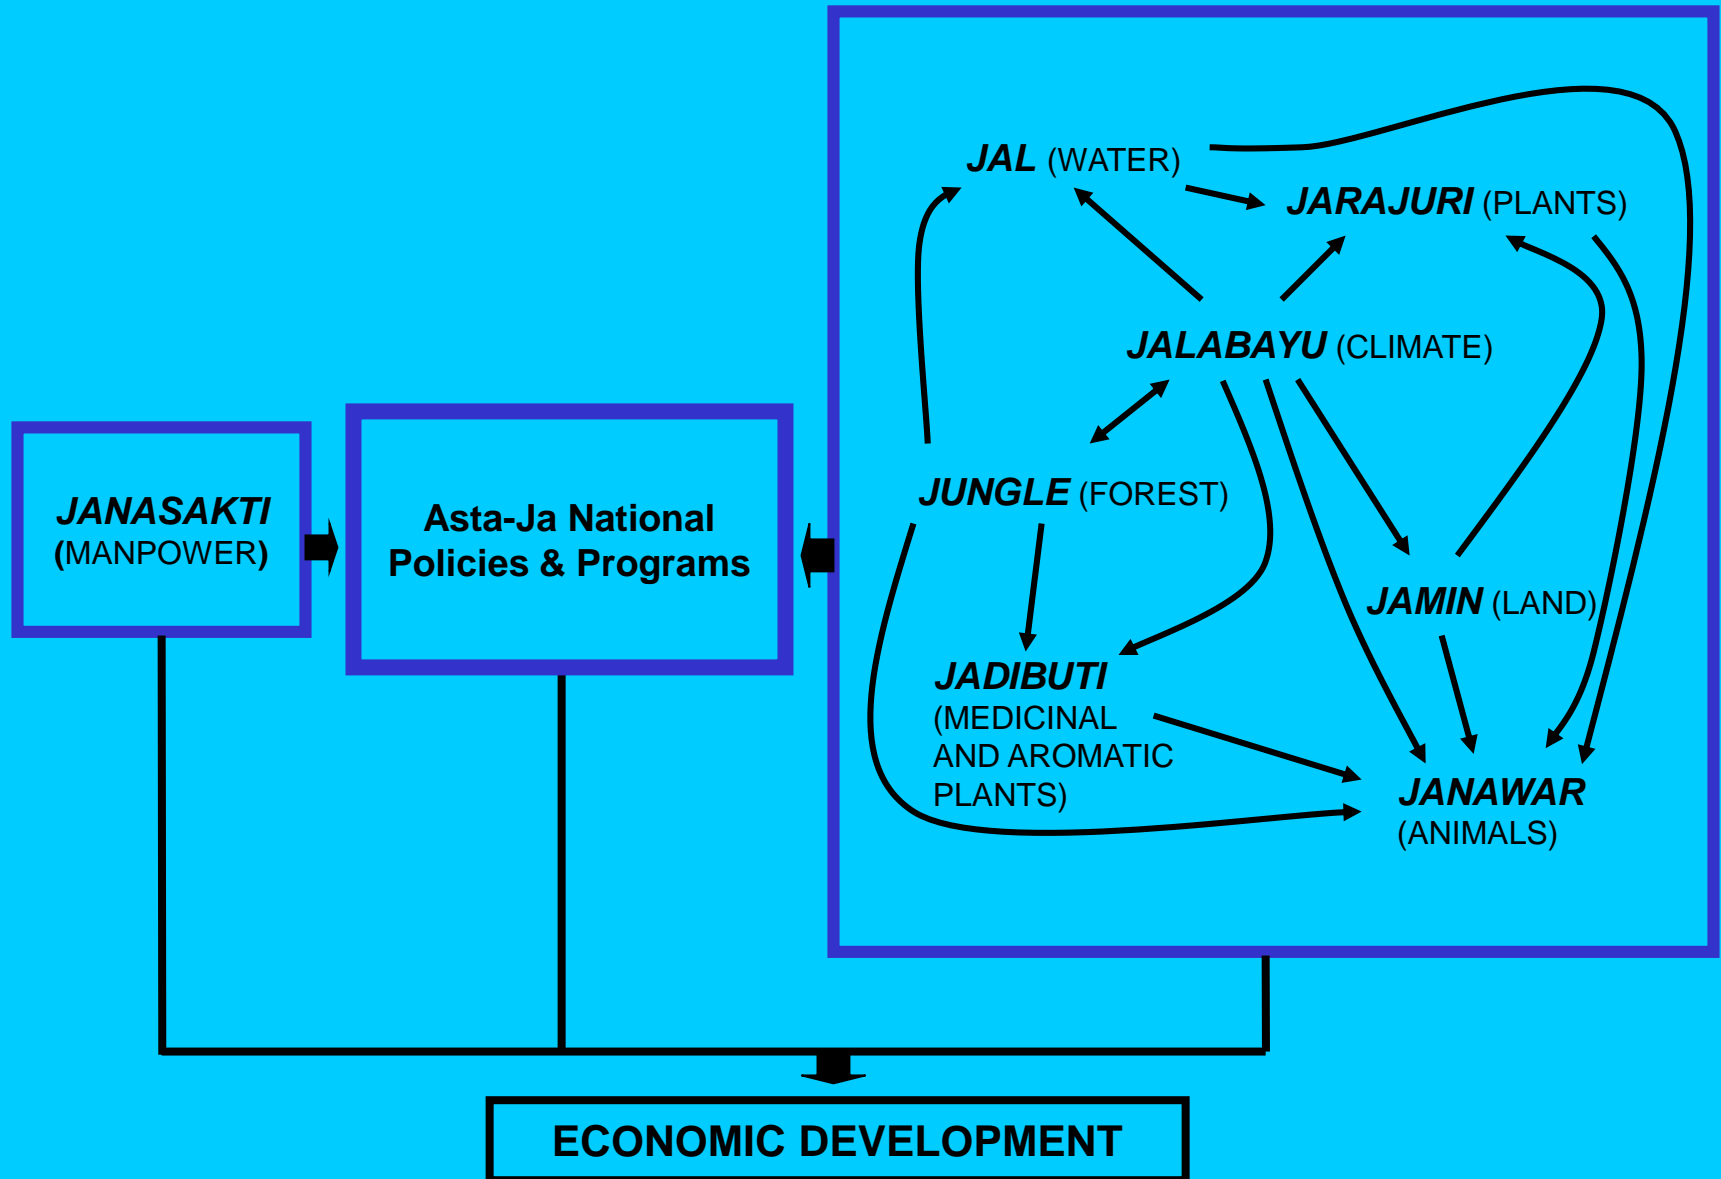 JAL (WATER)
JARAJURI (PLANTS)
JALABAYU (CLIMATE)
JANASAKTI
(MANPOWER)
Asta-Ja National
Policies & Programs
JUNGLE (FOREST)
JAMIN (LAND)
JADIBUTI
(MEDICINAL
AND AROMATIC
PLANTS)
JANAWAR
(ANIMALS)
ECONOMIC DEVELOPMENT